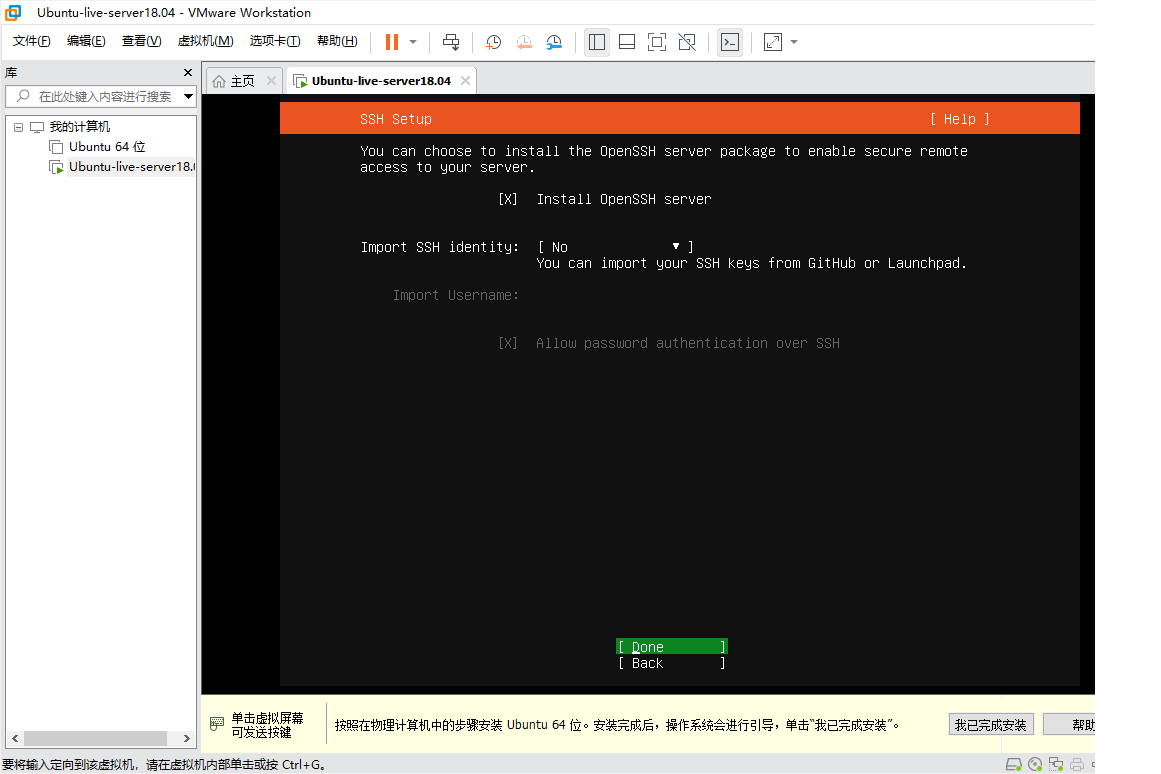 Ubuntu-live-server18.04 - VMware Workstation
文件(F) 编辑(E) 查看(V) 虚拟机(M) 选项卡(T) 帮助(H)
库
在此处键入内容进行搜索
我的计算机
Ubuntu 64 位
Ubuntu-live-server18.0
主页
Ubuntu-live-server18.04
SSH Setup [ Help ]
You can choose to install the OpenSSH server package to enable secure remote
access to your server.
[X] Install OpenSSH server
Import SSH identity: [ No ▾ ]
You can import your SSH keys from GitHub or Launchpad.
Import Username:
[X] Allow password authentication over SSH
[ Done ]
[ Back ]
单击虚拟屏幕
可发送按键
按照在物理计算机中的步骤安装 Ubuntu 64 位。安装完成后，操作系统会进行引导，单击“我已完成安装”。
我已完成安装
帮助
要将输入定向到该虚拟机，请在虚拟机内部单击或按 Ctrl+G。